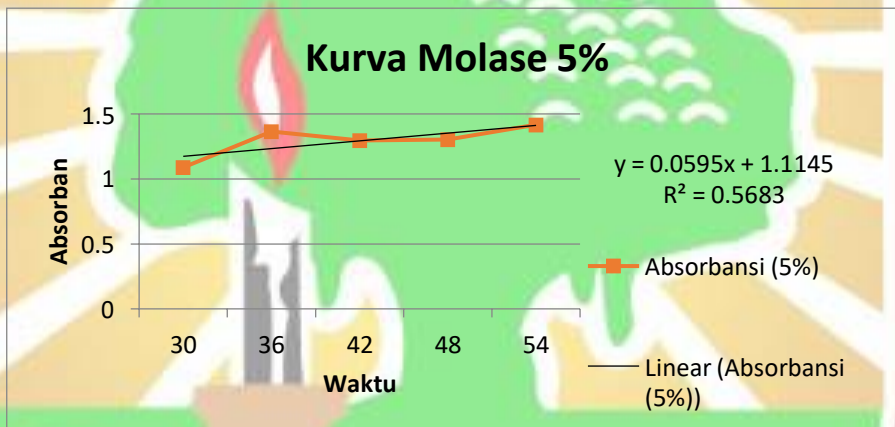 Kurva Molase 5%
1.5
1
0.5
0
Absorban
30 36 42 48 54
Waktu
y = 0.0595x + 1.1145
R² = 0.5683
Absorbansi (5%)
Linear (Absorbansi
(5%))